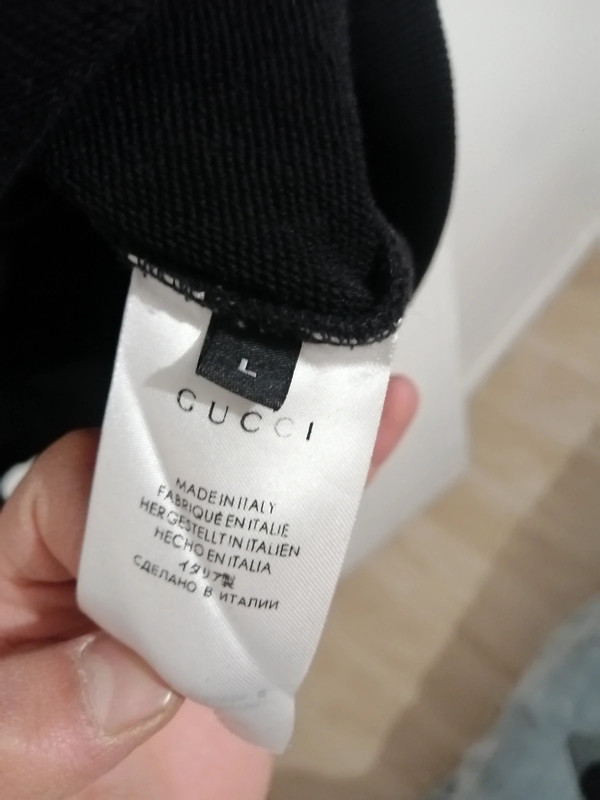 L
GUCCI
MADE IN ITALY
FABRIQUÉ EN ITALIE
HERGESTELLT IN ITALIEN
HECHO EN ITALIA
イタリア製
СДЕЛАНО В ИТАЛИИ